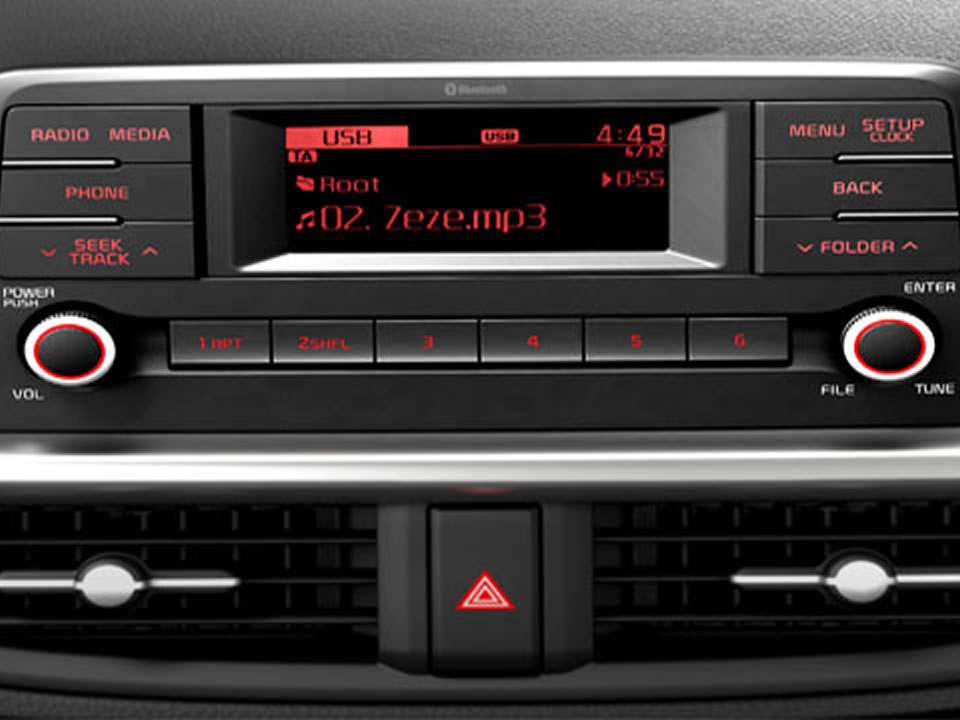 Bluetooth
RADIO MEDIA
PHONE
SEEK
TRACK
USB USB 4:49
TA 6/12
Root 0:55
02. Zeze.mp3
MENU SETUP
CLOCK
BACK
FOLDER
POWER
PUSH
VOL
1 RPT 2 SHFL 3 4 5 6
ENTER
FILE TUNE